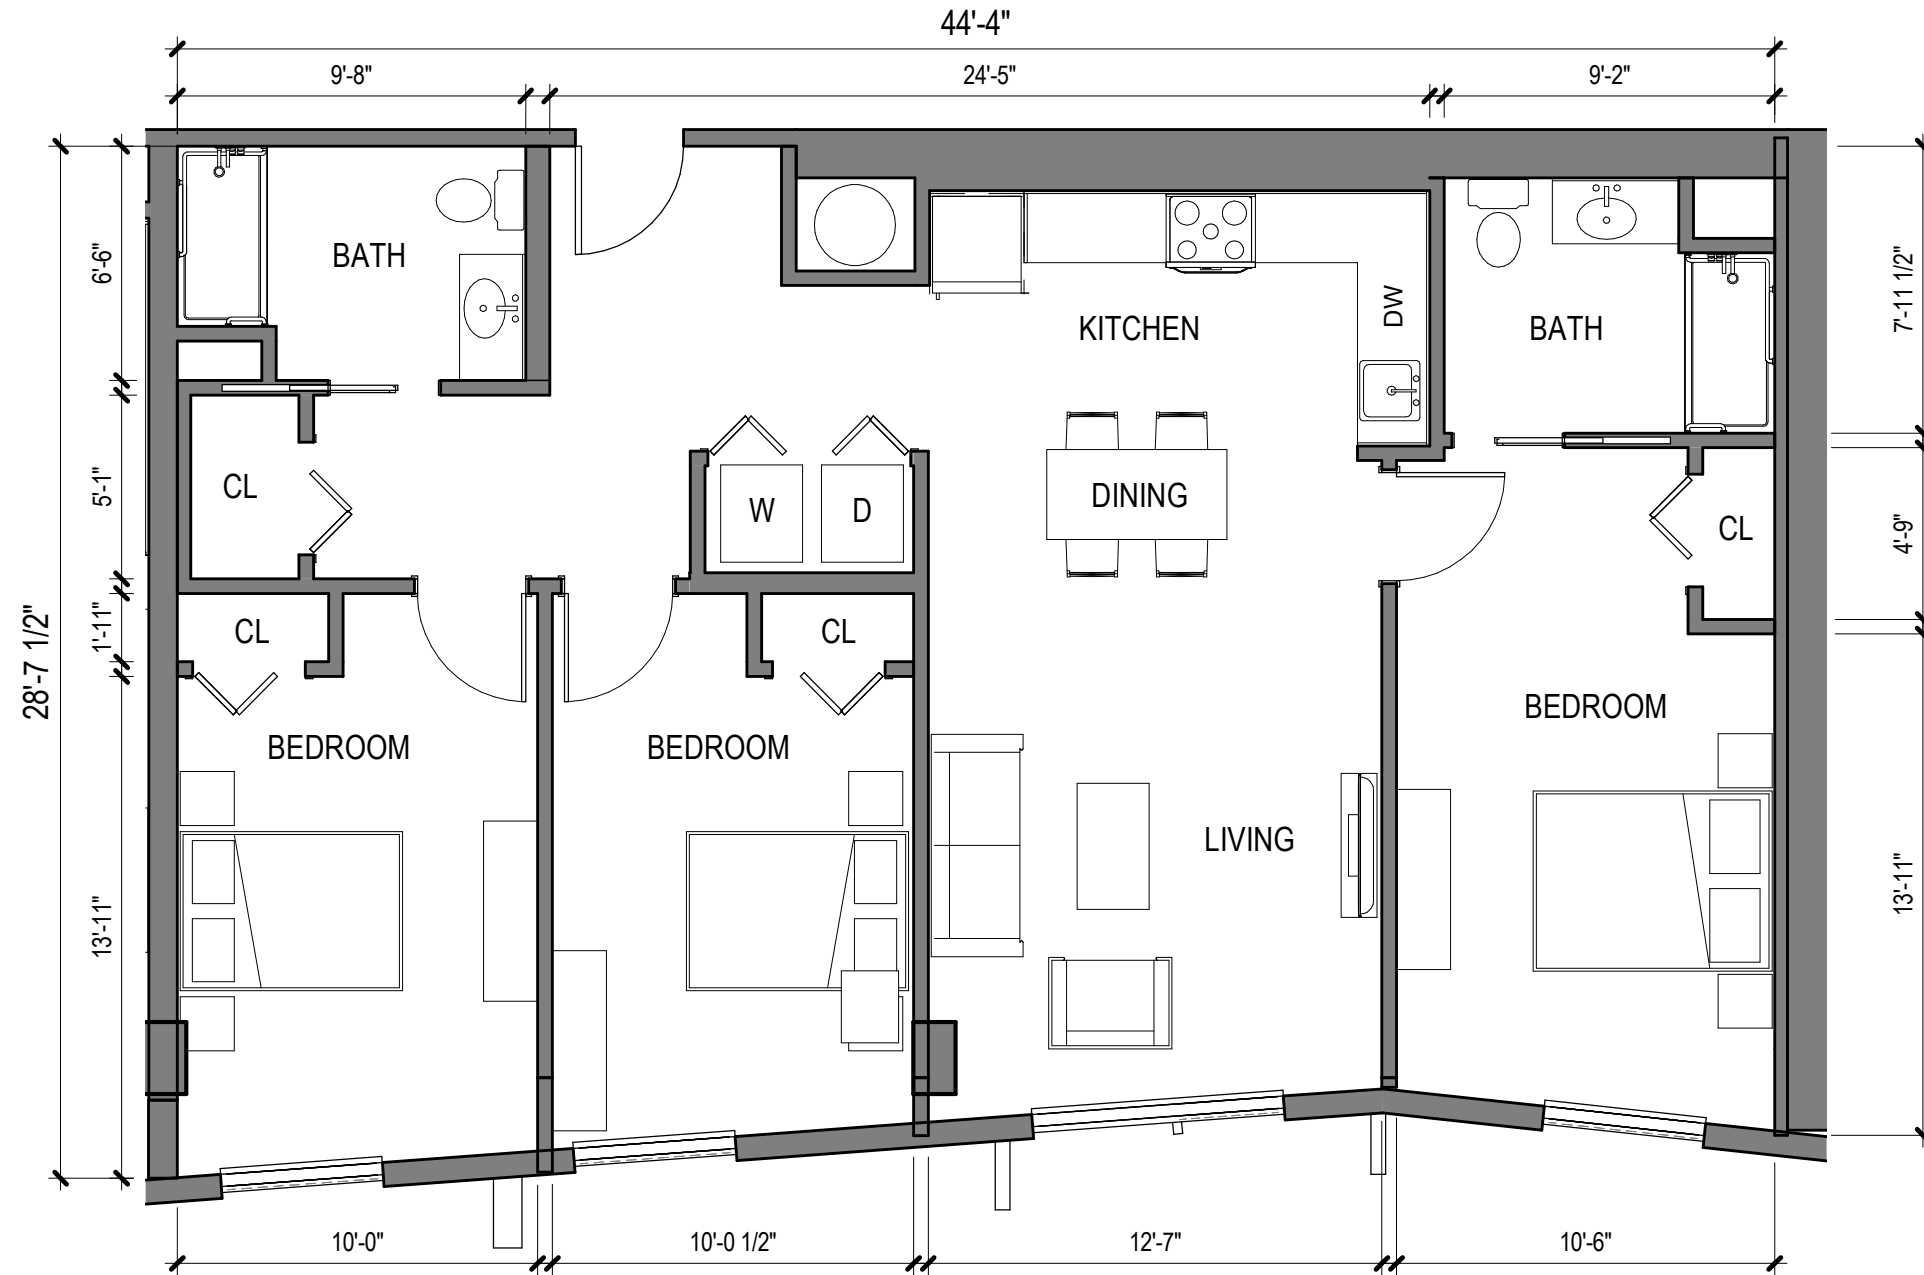 44'-4"
9'-8"
24'-5"
9'-2"
BATH
6'-6"
KITCHEN
DW
BATH
7'-11 1/2"
CL
5'-1"
W
D
DINING
CL
4'-9"
28'-7 1/2"
1'-11"
CL
CL
BEDROOM
BEDROOM
BEDROOM
LIVING
13'-11"
13'-11"
10'-0"
10'-0 1/2"
12'-7"
10'-6"